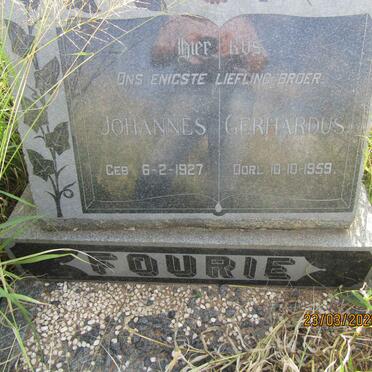 Hier Rus
Ons enigste liefling broer
Johannes Gerhardus
Geb. 6-2-1927. Oorl. 10-10-1959.
FOURIE
23/03/202